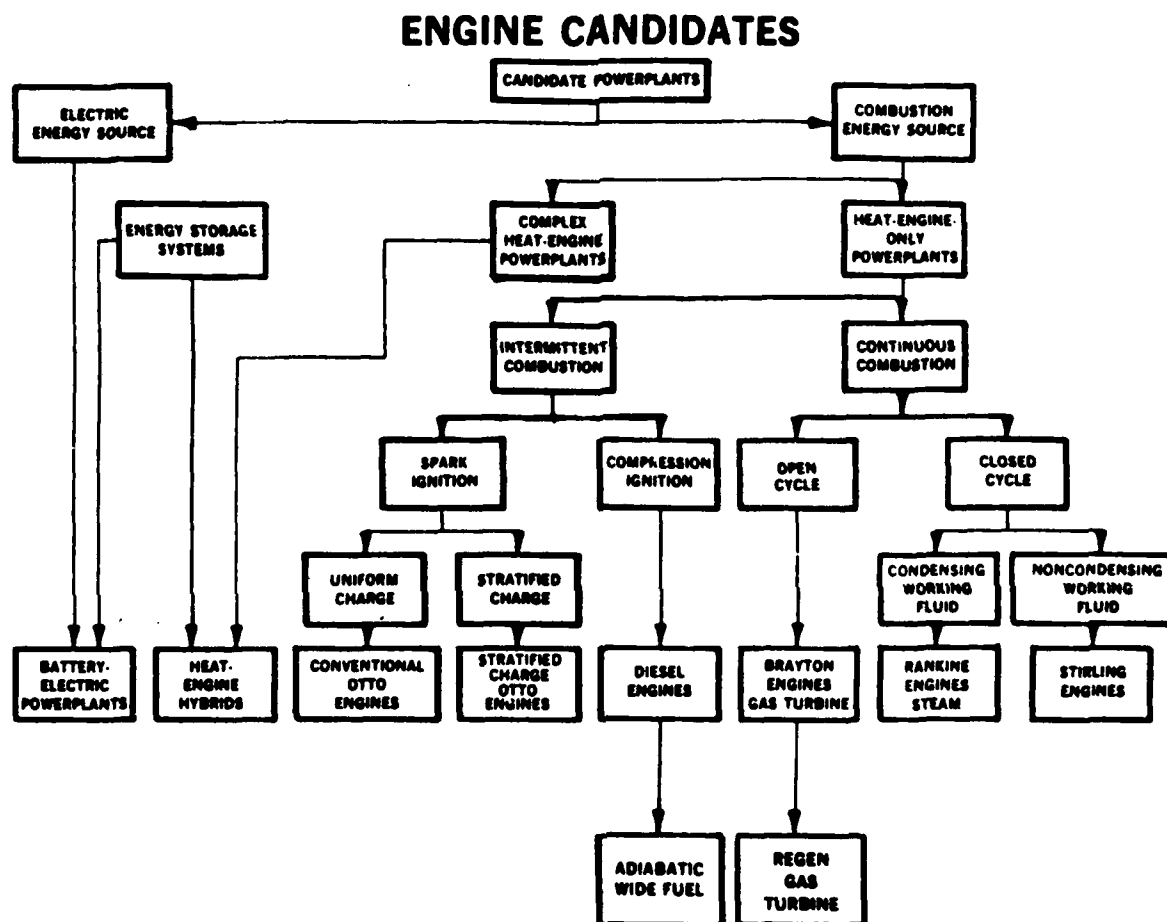 ENGINE CANDIDATES
CANDIDATE POWERPLANTS
ELECTRIC
ENERGY SOURCE
COMBUSTION
ENERGY SOURCE
ENERGY STORAGE
SYSTEMS
COMPLEX
HEAT-ENGINE
POWERPLANTS
HEAT-ENGINE-
ONLY
POWERPLANTS
INTERMITTENT
COMBUSTION
CONTINUOUS
COMBUSTION
SPARK
IGNITION
COMPRESSION
IGNITION
OPEN
CYCLE
CLOSED
CYCLE
UNIFORM
CHARGE
STRATIFIED
CHARGE
CONDENSING
WORKING
FLUID
NONCONDENSING
WORKING
FLUID
BATTERY-
ELECTRIC
POWERPLANTS
HEAT-
ENGINE
HYBRIDS
CONVENTIONAL
OTTO
ENGINES
STRATIFIED
CHARGE
OTTO
ENGINES
DIESEL
ENGINES
BRAYTON
ENGINES
GAS TURBINE
RANKINE
ENGINES
STEAM
STIRLING
ENGINES
ADIABATIC
WIDE FUEL
REGEN
GAS
TURBINE